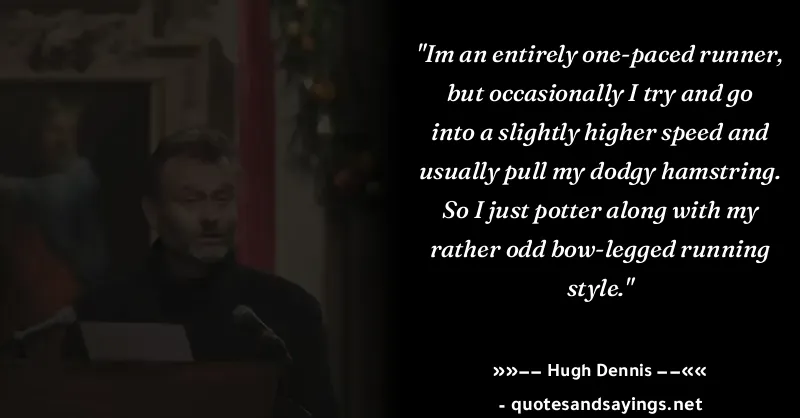 "Im an entirely one-paced runner,
but occasionally I try and go
into a slightly higher speed and
usually pull my dodgy hamstring.
So I just potter along with my
rather odd bow-legged running
style."
»»−− Hugh Dennis −−««
- quotesandsayings.net